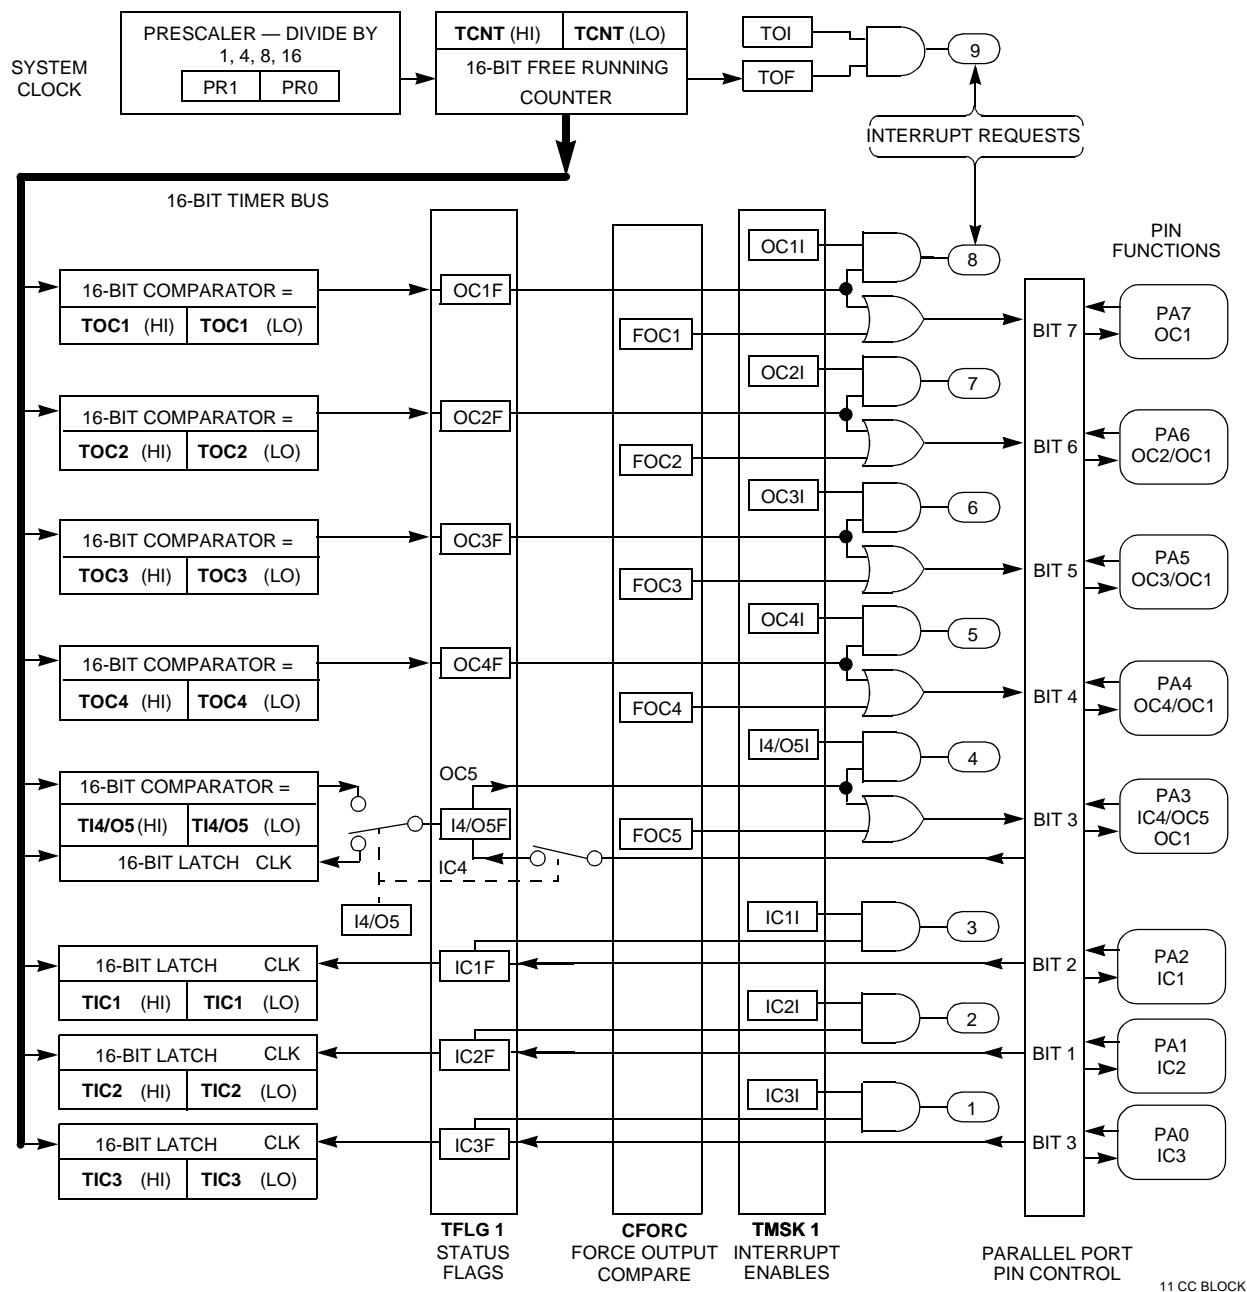 SYSTEM
CLOCK
PRESCALER — DIVIDE BY
1, 4, 8, 16
PR1 PR0
TCNT (HI) TCNT (LO)
16-BIT FREE RUNNING
COUNTER
TOI
TOF
9
INTERRUPT REQUESTS
16-BIT TIMER BUS
PIN
FUNCTIONS
OC1I
8
16-BIT COMPARATOR =
TOC1 (HI) TOC1 (LO)
OC1F
FOC1
BIT 7
PA7
OC1
OC2I
7
16-BIT COMPARATOR =
TOC2 (HI) TOC2 (LO)
OC2F
FOC2
BIT 6
PA6
OC2/OC1
OC3I
6
16-BIT COMPARATOR =
TOC3 (HI) TOC3 (LO)
OC3F
FOC3
BIT 5
PA5
OC3/OC1
OC4I
5
16-BIT COMPARATOR =
TOC4 (HI) TOC4 (LO)
OC4F
FOC4
BIT 4
PA4
OC4/OC1
I4/O5I
4
16-BIT COMPARATOR =
TI4/O5 (HI) TI4/O5 (LO)
16-BIT LATCH CLK
OC5
I4/O5F
IC4
I4/O5
FOC5
BIT 3
PA3
IC4/OC5
OC1
IC1I
3
16-BIT LATCH CLK
TIC1 (HI) TIC1 (LO)
IC1F
BIT 2
PA2
IC1
IC2I
2
16-BIT LATCH CLK
TIC2 (HI) TIC2 (LO)
IC2F
BIT 1
PA1
IC2
IC3I
1
16-BIT LATCH CLK
TIC3 (HI) TIC3 (LO)
IC3F
BIT 3
PA0
IC3
TFLG 1
STATUS
FLAGS
CFORC
FORCE OUTPUT
COMPARE
TMSK 1
INTERRUPT
ENABLES
PARALLEL PORT
PIN CONTROL
11 CC BLOCK